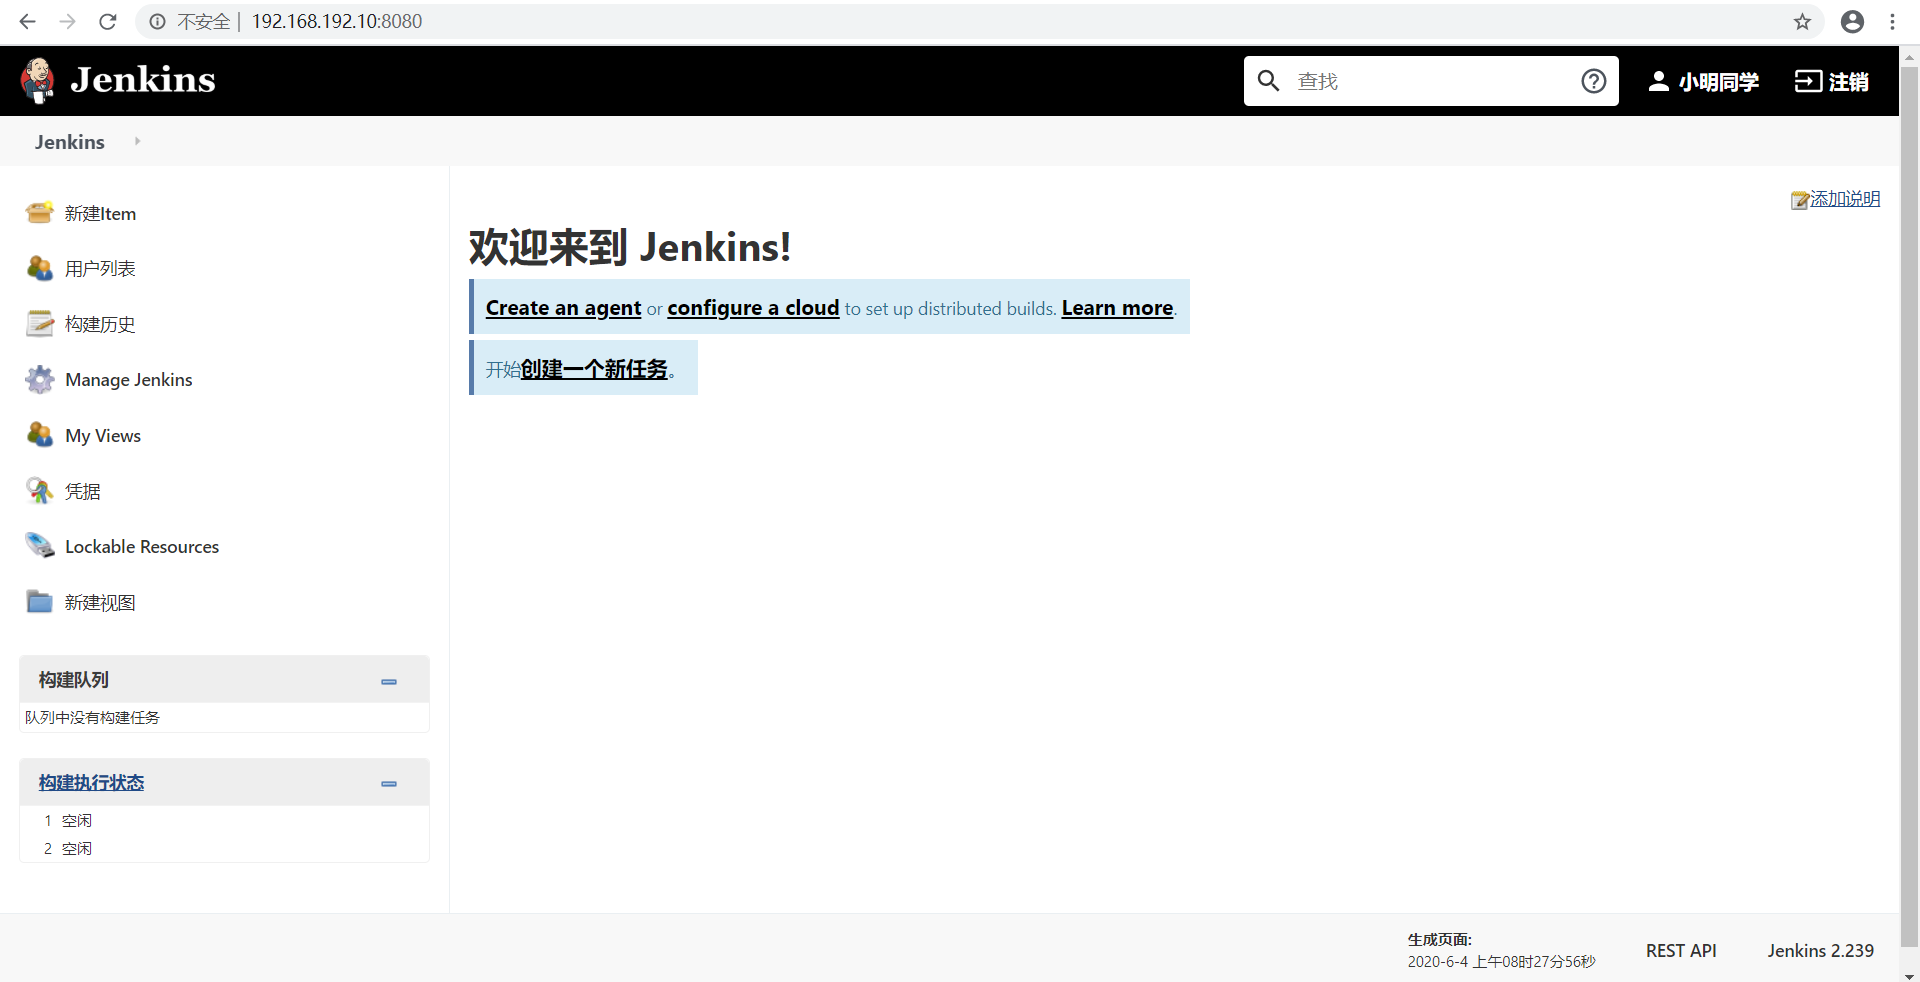 不安全 | 192.168.192.10:8080
Jenkins
查找
小明同学
注销
Jenkins
新建Item
用户列表
构建历史
Manage Jenkins
My Views
凭据
Lockable Resources
新建视图
构建队列
队列中没有构建任务
构建执行状态
1 空闲
2 空闲
添加说明
欢迎来到 Jenkins!
Create an agent or configure a cloud to set up distributed builds. Learn more.
开始创建一个新任务。
生成页面:
2020-6-4 上午08时27分56秒
REST API
Jenkins 2.239